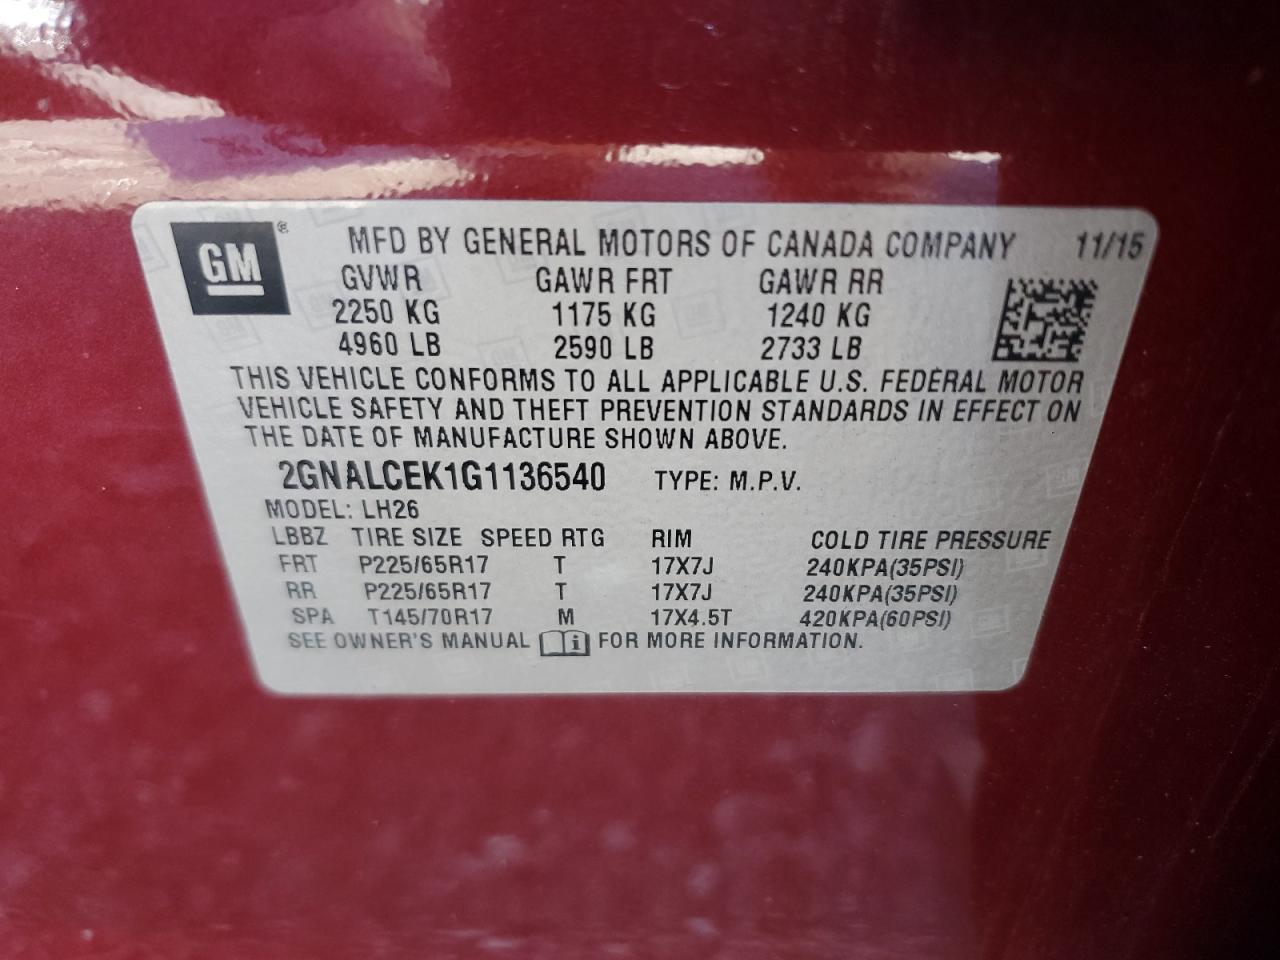 GM ® MFD BY GENERAL MOTORS OF CANADA COMPANY 11/15
GVWR GAWR FRT GAWR RR
2250 KG 1175 KG 1240 KG
4960 LB 2590 LB 2733 LB
THIS VEHICLE CONFORMS TO ALL APPLICABLE U.S. FEDERAL MOTOR
VEHICLE SAFETY AND THEFT PREVENTION STANDARDS IN EFFECT ON
THE DATE OF MANUFACTURE SHOWN ABOVE.
2GNALCEK1G1136540 TYPE: M.P.V.
MODEL: LH26
LBBZ TIRE SIZE SPEED RTG RIM COLD TIRE PRESSURE
FRT P225/65R17 T 17X7J 240KPA(35PSI)
RR P225/65R17 T 17X7J 240KPA(35PSI)
SPA T145/70R17 M 17X4.5T 420KPA(60PSI)
SEE OWNER'S MANUAL i FOR MORE INFORMATION.